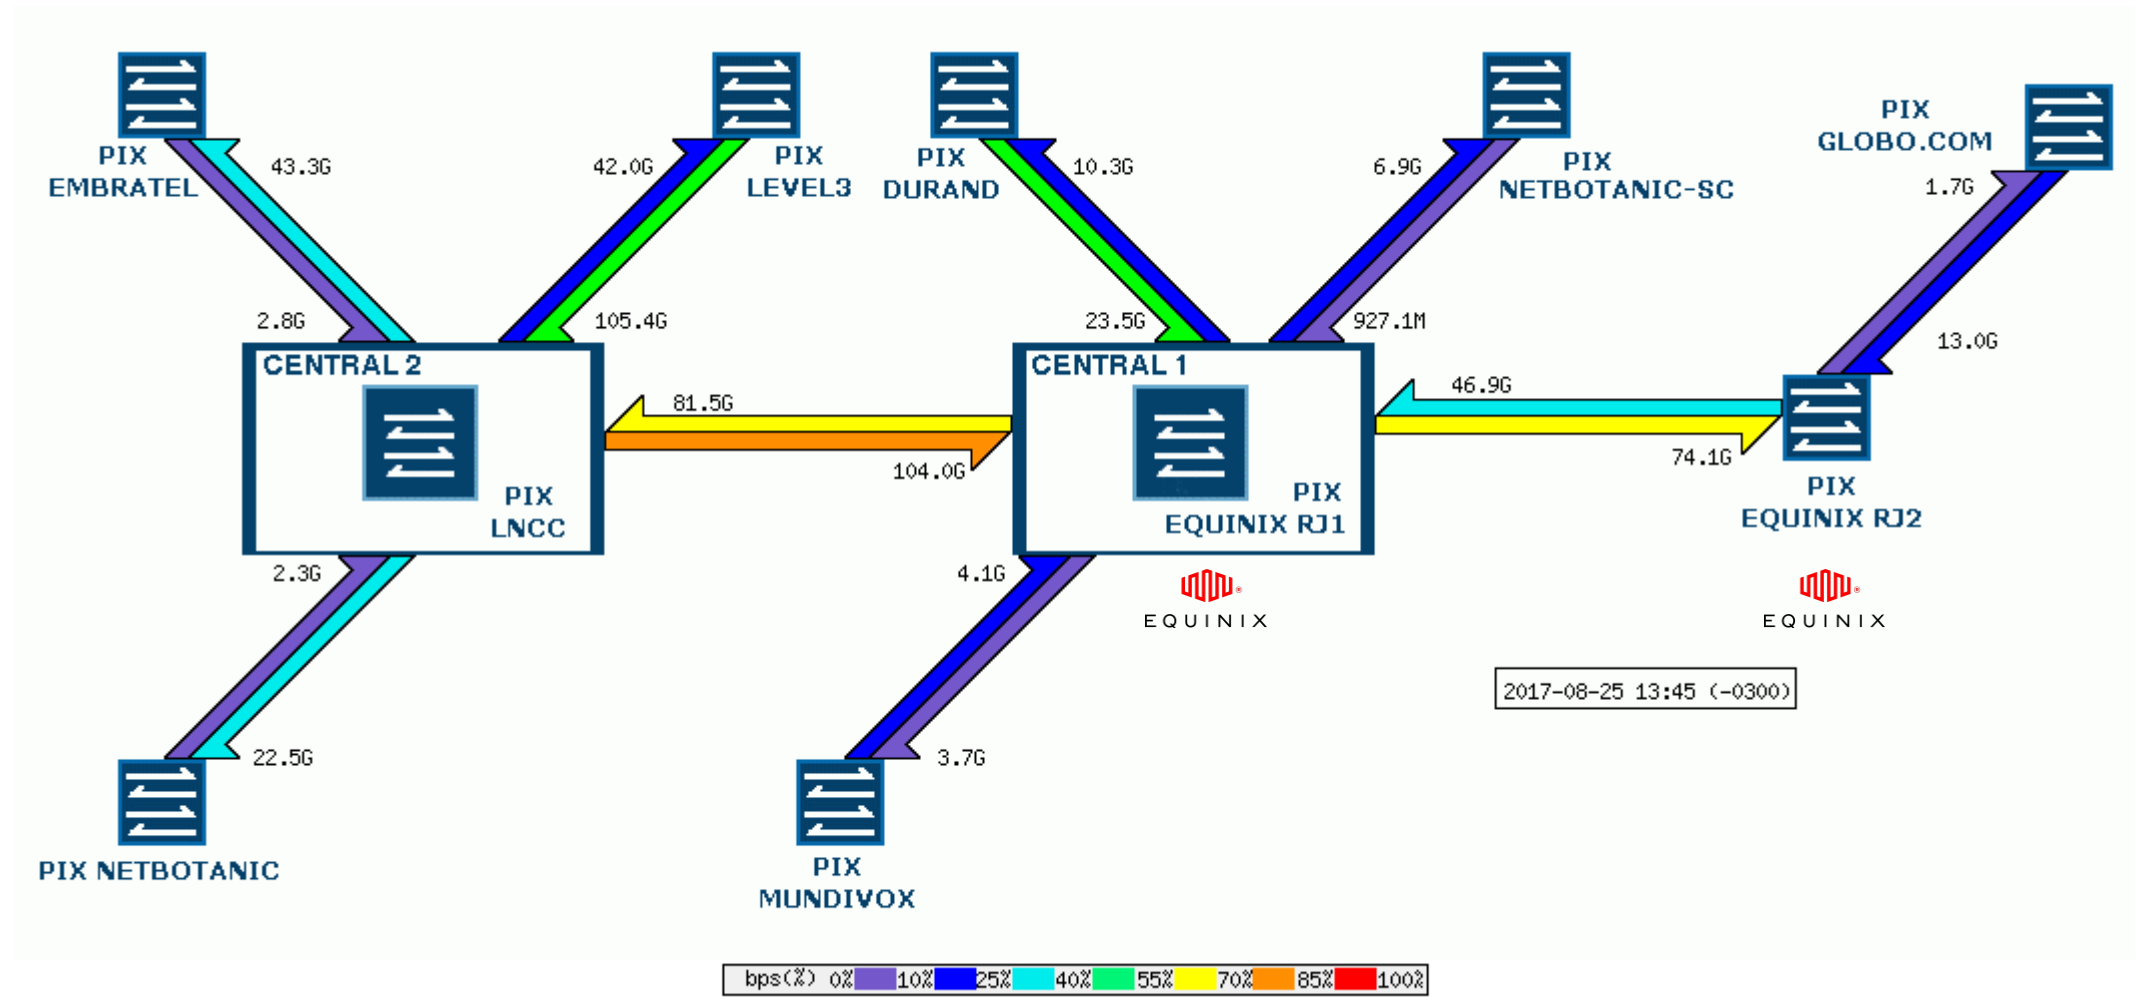 PIX
EMBRATEL
43.3G
2.8G
42.0G
PIX
LEVEL3
105.4G
PIX
DURAND
10.3G
23.5G
6.9G
PIX
NETBOTANIC-SC
927.1M
PIX
GLOBO.COM
1.7G
13.0G
CENTRAL 2
PIX
LNCC
81.5G
104.0G
CENTRAL 1
PIX
EQUINIX RJ1
46.9G
74.1G
PIX
EQUINIX RJ2
2.3G
22.5G
PIX NETBOTANIC
4.1G
3.7G
PIX
MUNDIVOX
EQUINIX
EQUINIX
2017-08-25 13:45 (-0300)
bps(%) 0% 10% 25% 40% 55% 70% 85% 100%